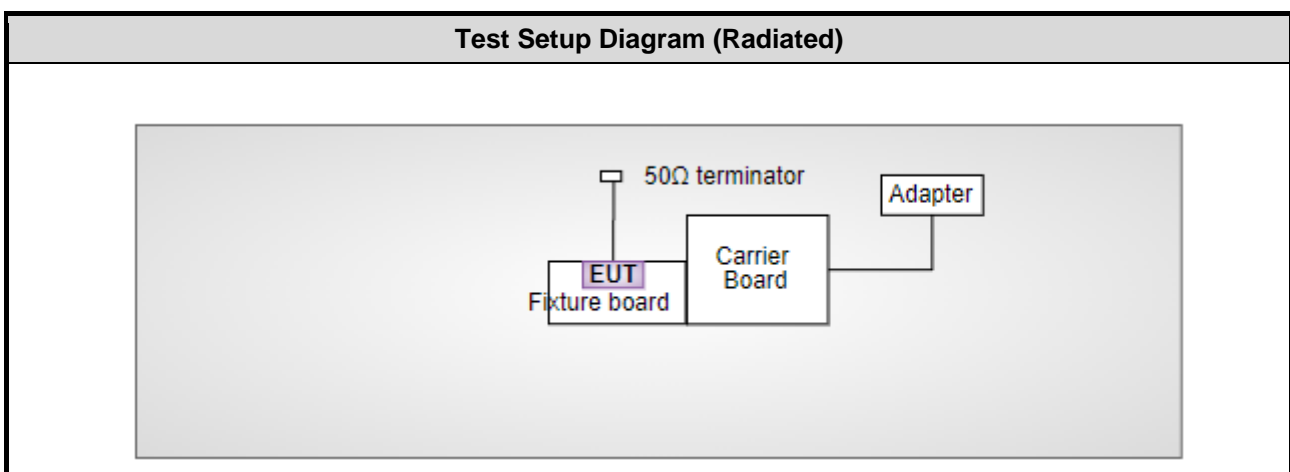 Test Setup Diagram (Radiated)
50Ω terminator
Adapter
Carrier
Board
EUT
Fixture board